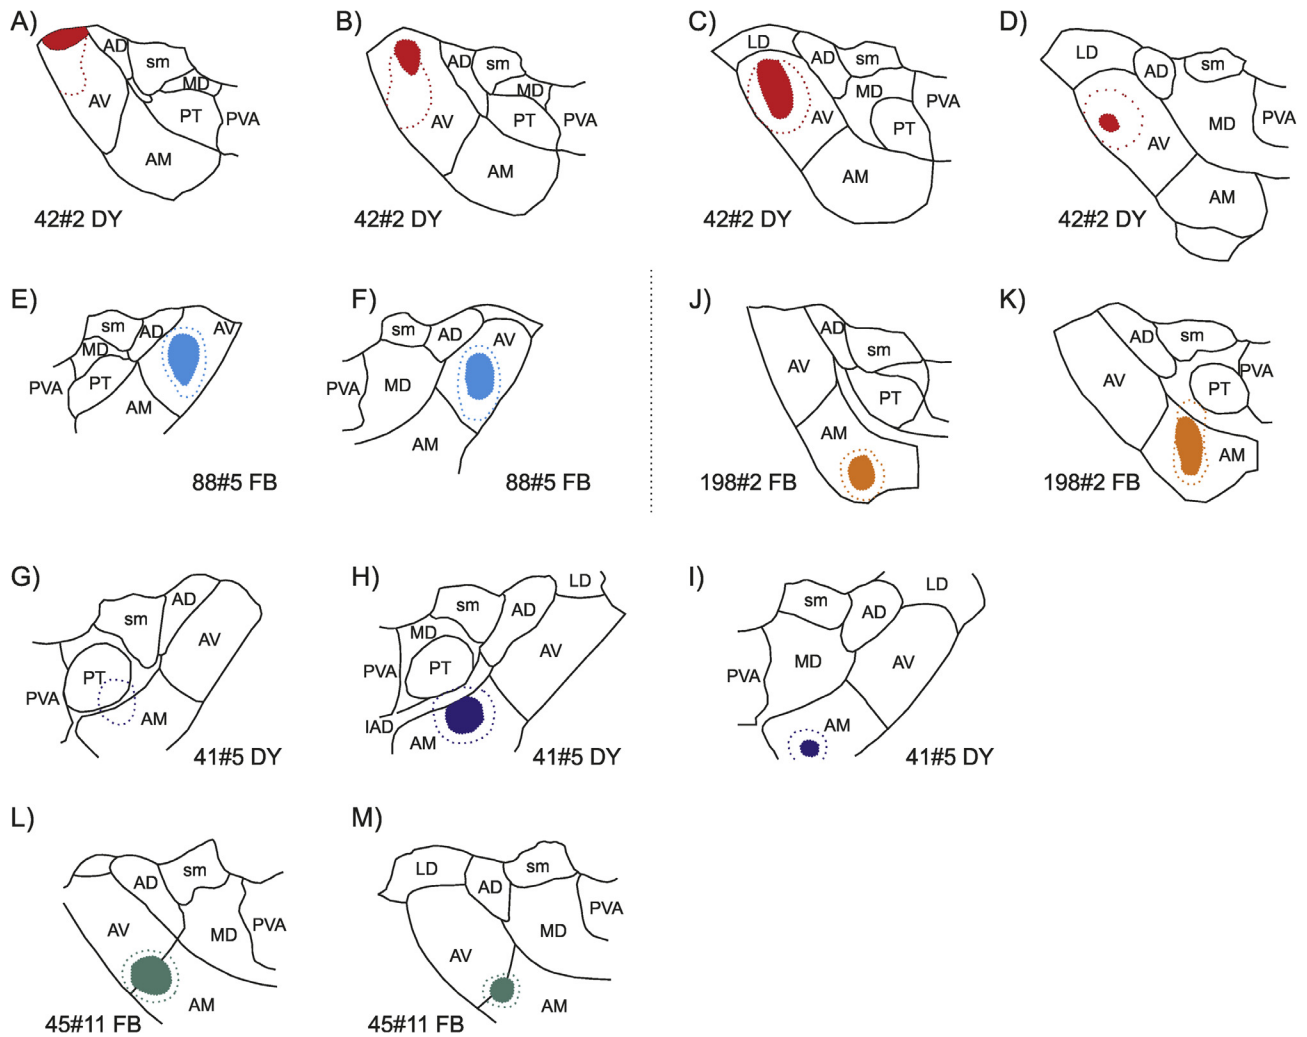 A)
AD
sm
MD
AV
PT
PVA
AM
42#2 DY
B)
AD
sm
MD
AV
PT
PVA
AM
42#2 DY
C)
LD
AD
sm
MD
PVA
AV
PT
AM
42#2 DY
D)
LD
AD
sm
PVA
MD
AV
AM
42#2 DY
E)
sm
AD
AV
MD
PVA
PT
AM
88#5 FB
F)
sm
AD
AV
PVA
MD
AM
88#5 FB
J)
AD
sm
AV
PT
AM
198#2 FB
K)
AD
sm
PVA
AV
PT
AM
198#2 FB
G)
AD
sm
AV
PT
PVA
AM
41#5 DY
H)
LD
sm
AD
MD
AV
PVA
PT
IAD
AM
41#5 DY
I)
LD
sm
AD
MD
AV
PVA
AM
41#5 DY
L)
sm
AD
AV
MD
PVA
AM
45#11 FB
M)
LD
sm
AD
PVA
MD
AV
AM
45#11 FB